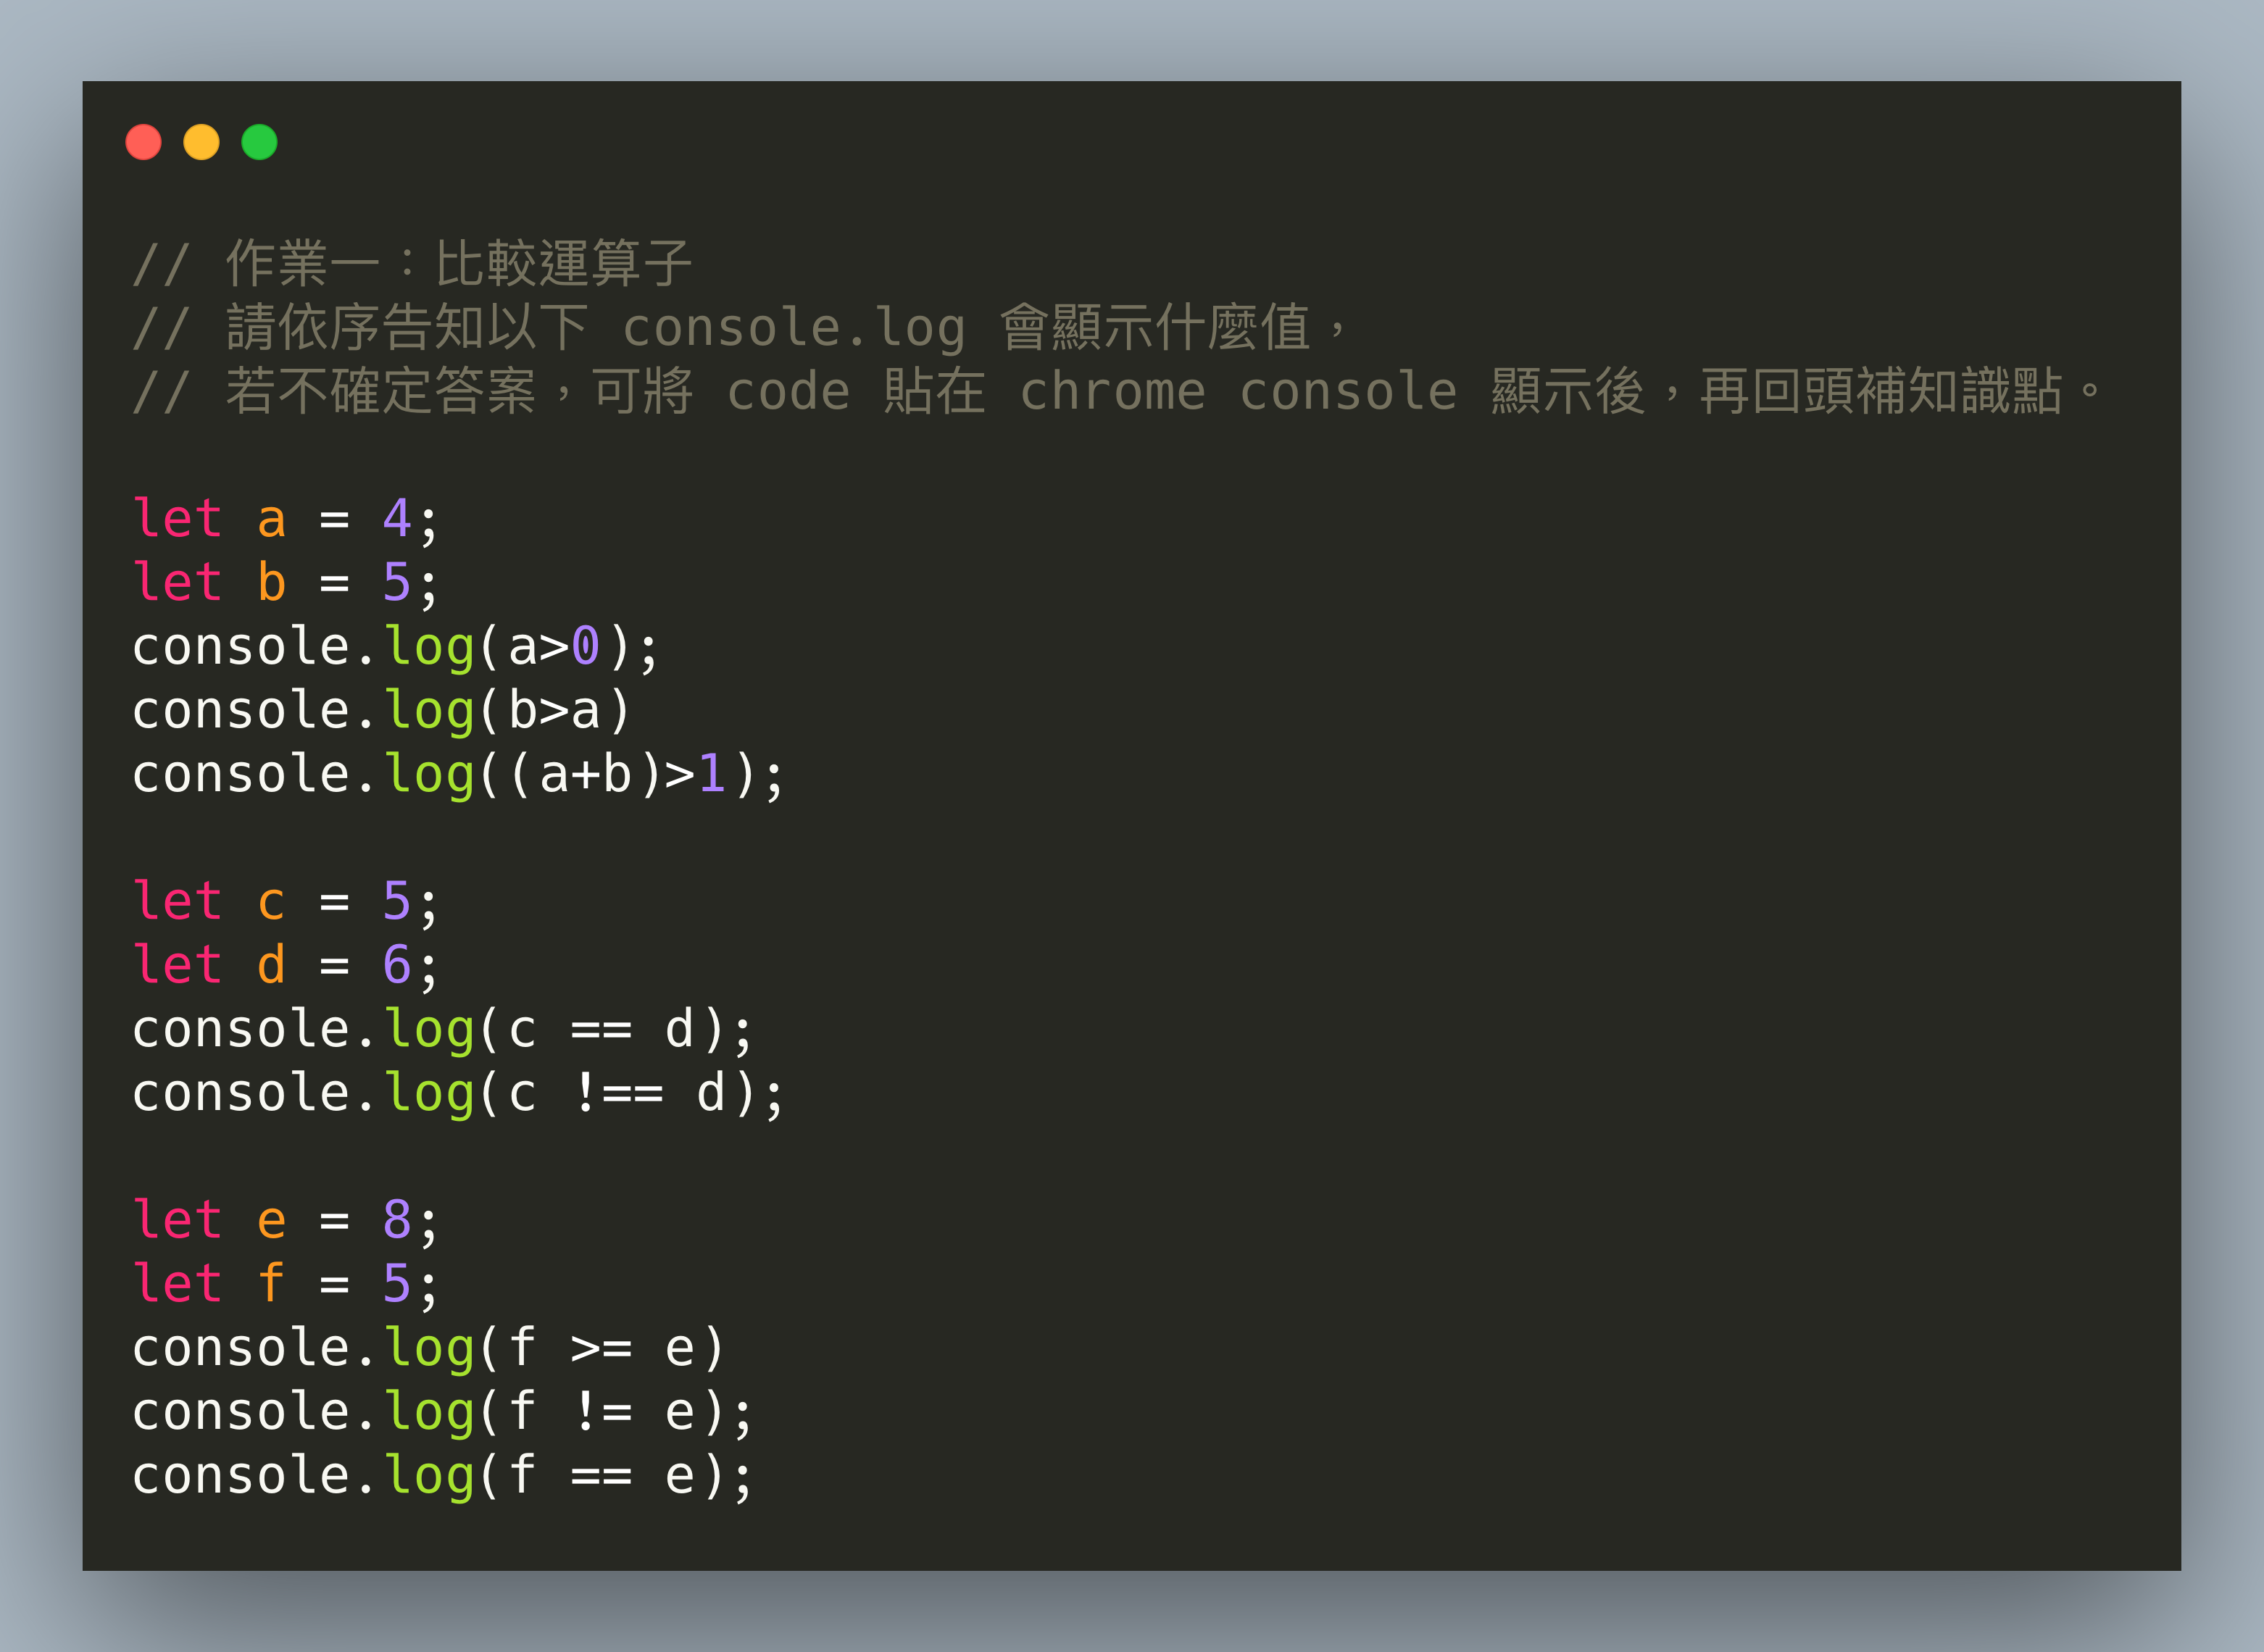 // 作業一：比較運算子
// 請依序告知以下 console.log 會顯示什麼值，
// 若不確定答案，可將 code 貼在 chrome console 顯示後，再回頭補知識點。
let a = 4;
let b = 5;
console.log(a>0);
console.log(b>a)
console.log((a+b)>1);
let c = 5;
let d = 6;
console.log(c == d);
console.log(c !== d);
let e = 8;
let f = 5;
console.log(f >= e)
console.log(f != e);
console.log(f == e);